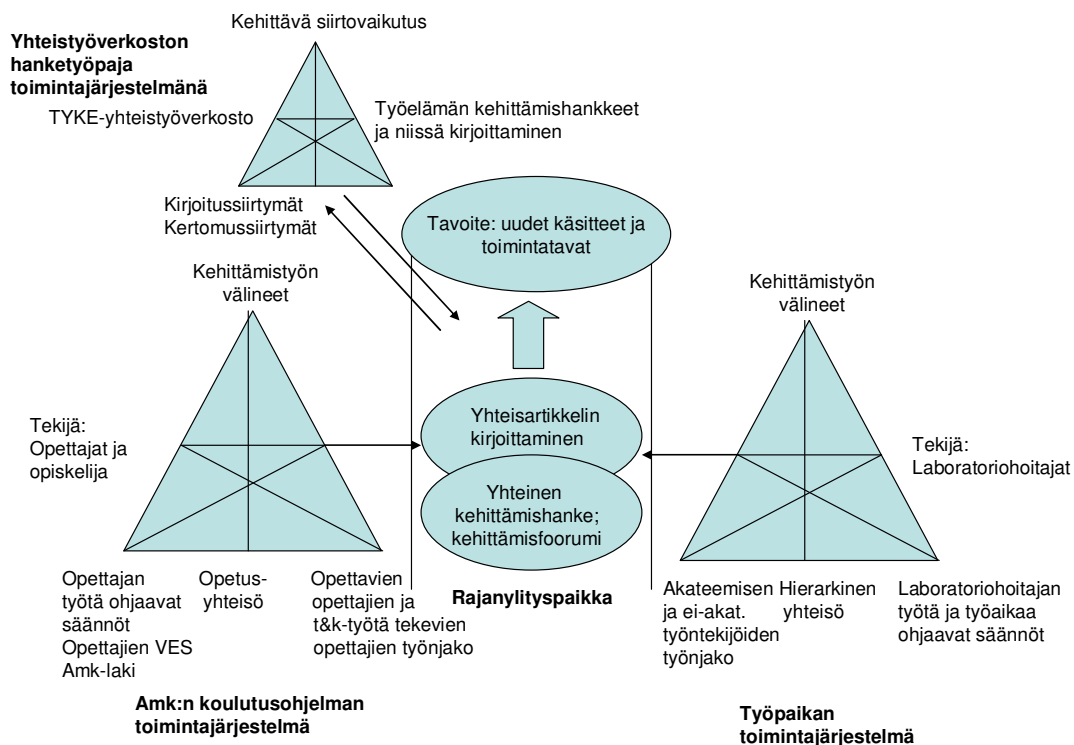 Kehittävä siirtovaikutus
Yhteistyöverkoston
hanketyöpaja
toimintajärjestelmänä
TYKE-yhteistyöverkosto
Työelämän kehittämishankkeet
ja niissä kirjoittaminen
Kirjoitussiirtymät
Kertomussiirtymät
Tavoite: uudet käsitteet ja
toimintatavat
Kehittämistyön
välineet
Kehittämistyön
välineet
Tekijä:
Opettajat ja
opiskelija
Yhteisartikkelin
kirjoittaminen
Yhteinen
kehittämishanke;
kehittämisfoorumi
Tekijä:
Laboratoriohoitajat
Opettajan
työtä ohjaavat
säännöt
Opettajien VES
Amk-laki
Opetus-
yhteisö
Opettavien
opettajien ja
t&k-työtä tekevien
opettajien työnjako
Rajanylityspaikka
Akateemisen
ja ei-akat.
työntekijöiden
työnjako
Hierarkinen
yhteisö
Laboratoriohoitajan
työtä ja työaikaa
ohjaavat säännöt
Amk:n koulutusohjelman
toimintajärjestelmä
Työpaikan
toimintajärjestelmä